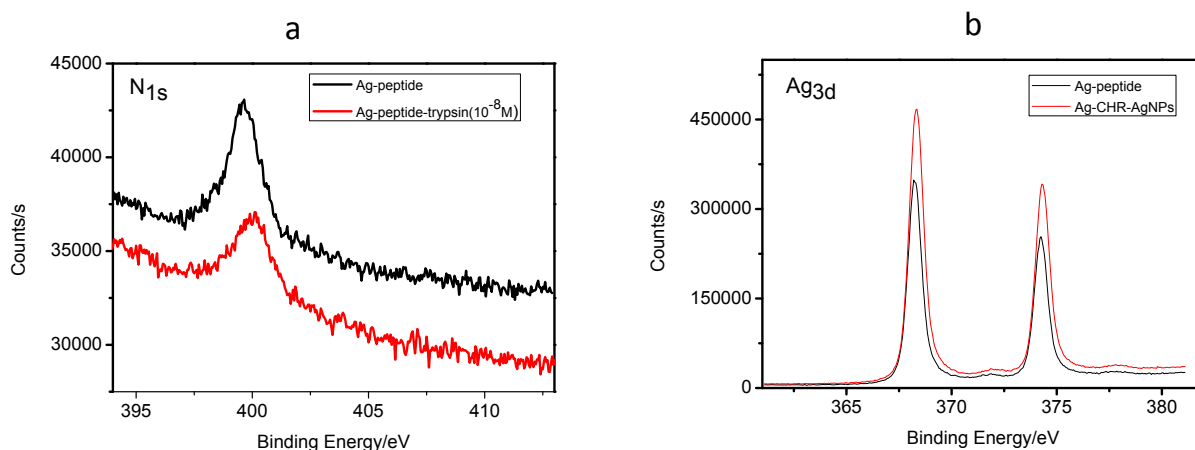 a
N1s
Ag-peptide
Ag-peptide-trypsin(10-8M)
45000
40000
35000
30000
Counts/s
395
400
405
410
Binding Energy/eV
b
Ag3d
Ag-peptide
Ag-CHR-AgNPs
450000
300000
150000
0
Counts/s
365
370
375
380
Binding Energy/eV